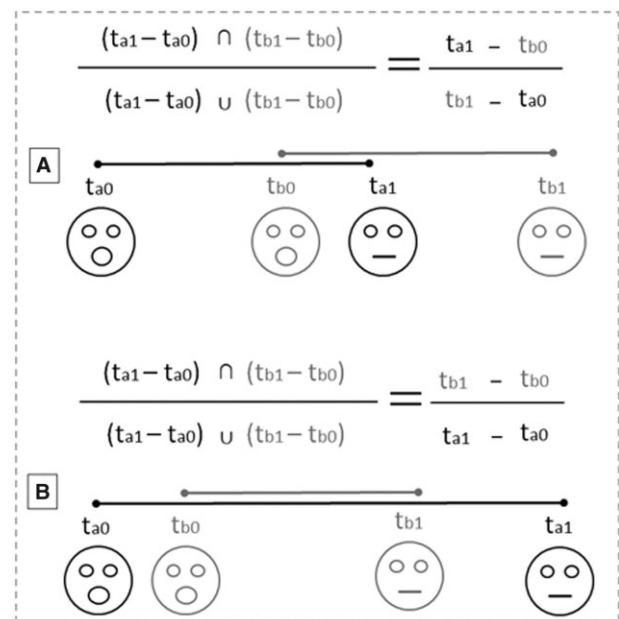 (ta1 – ta0) ∩ (tb1 – tb0) = ta1 – tb0
(ta1 – ta0) ∪ (tb1 – tb0) tb1 – ta0
A
ta0 tb0 ta1 tb1
(ta1 – ta0) ∩ (tb1 – tb0) = tb1 – tb0
(ta1 – ta0) ∪ (tb1 – tb0) ta1 – ta0
B
ta0 tb0 tb1 ta1